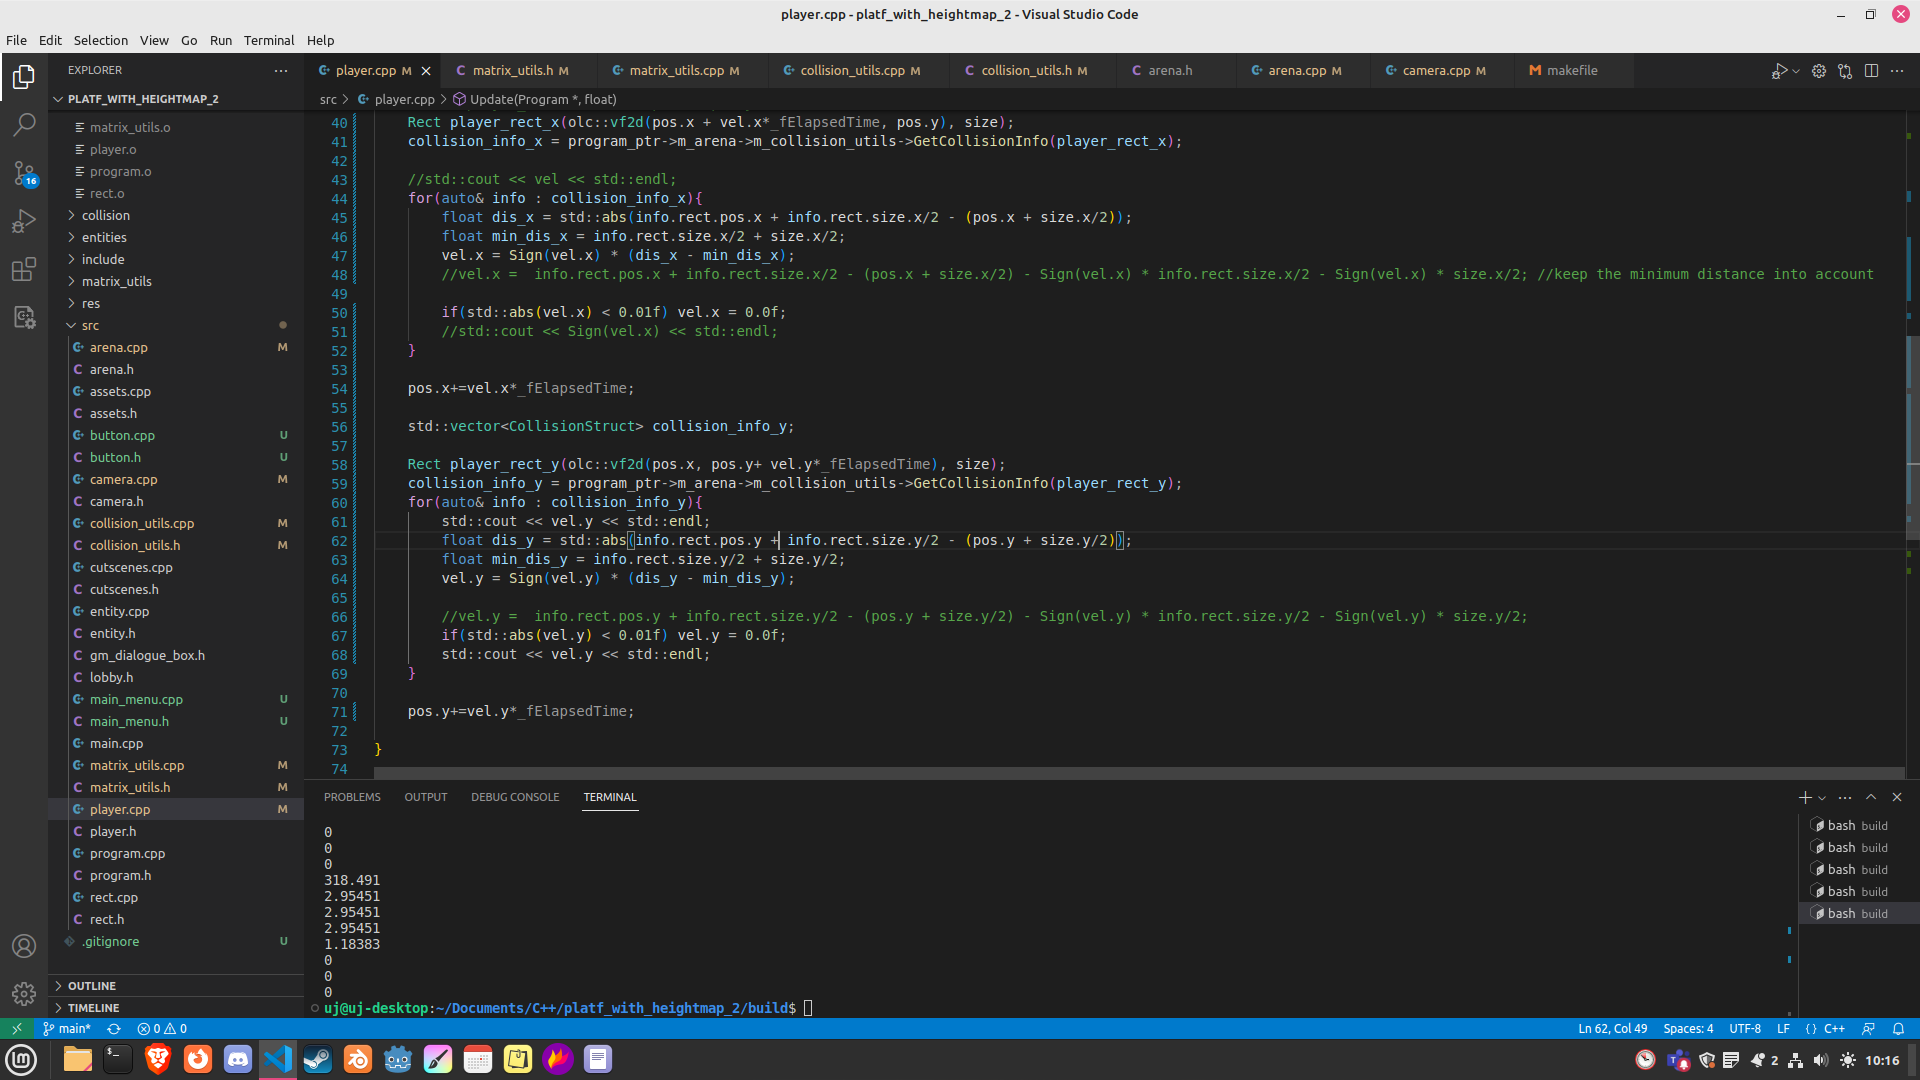 player.cpp - platf_with_heightmap_2 - Visual Studio Code
File Edit Selection View Go Run Terminal Help
EXPLORER
player.cpp M
matrix_utils.h M
matrix_utils.cpp M
collision_utils.cpp M
collision_utils.h M
arena.h
arena.cpp M
camera.cpp M
makefile
PLATF_WITH_HEIGHTMAP_2
matrix_utils.o
player.o
program.o
rect.o
collision
entities
include
matrix_utils
res
src
arena.cpp M
arena.h
assets.cpp
assets.h
button.cpp U
button.h U
camera.cpp M
camera.h
collision_utils.cpp M
collision_utils.h M
cutscenes.cpp
cutscenes.h
entity.cpp
entity.h
gm_dialogue_box.h
lobby.h
main_menu.cpp U
main_menu.h U
main.cpp
matrix_utils.cpp M
matrix_utils.h M
player.cpp M
player.h
program.cpp
program.h
rect.cpp
rect.h
.gitignore U
OUTLINE
TIMELINE
16
src > player.cpp > Update(Program *, float)
40 Rect player_rect_x(olc::vf2d(pos.x + vel.x*_fElapsedTime, pos.y), size);
41 collision_info_x = program_ptr->m_arena->m_collision_utils->GetCollisionInfo(player_rect_x);
42
43 //std::cout << vel << std::endl;
44 for(auto& info : collision_info_x){
45 float dis_x = std::abs(info.rect.pos.x + info.rect.size.x/2 - (pos.x + size.x/2));
46 float min_dis_x = info.rect.size.x/2 + size.x/2;
47 vel.x = Sign(vel.x) * (dis_x - min_dis_x);
48 //vel.x =  info.rect.pos.x + info.rect.size.x/2 - (pos.x + size.x/2) - Sign(vel.x) * info.rect.size.x/2 - Sign(vel.x) * size.x/2; //keep the minimum distance into account
49
50 if(std::abs(vel.x) < 0.01f) vel.x = 0.0f;
51 //std::cout << Sign(vel.x) << std::endl;
52 }
53
54 pos.x+=vel.x*_fElapsedTime;
55
56 std::vector<CollisionStruct> collision_info_y;
57
58 Rect player_rect_y(olc::vf2d(pos.x, pos.y+ vel.y*_fElapsedTime), size);
59 collision_info_y = program_ptr->m_arena->m_collision_utils->GetCollisionInfo(player_rect_y);
60 for(auto& info : collision_info_y){
61 std::cout << vel.y << std::endl;
62 float dis_y = std::abs(info.rect.pos.y + info.rect.size.y/2 - (pos.y + size.y/2));
63 float min_dis_y = info.rect.size.y/2 + size.y/2;
64 vel.y = Sign(vel.y) * (dis_y - min_dis_y);
65
66 //vel.y =  info.rect.pos.y + info.rect.size.y/2 - (pos.y + size.y/2) - Sign(vel.y) * info.rect.size.y/2 - Sign(vel.y) * size.y/2;
67 if(std::abs(vel.y) < 0.01f) vel.y = 0.0f;
68 std::cout << vel.y << std::endl;
69 }
70
71 pos.y+=vel.y*_fElapsedTime;
72
73 }
74
PROBLEMS OUTPUT DEBUG CONSOLE TERMINAL
0
0
0
318.491
2.95451
2.95451
2.95451
1.18383
0
0
0
uj@uj-desktop:~/Documents/C++/platf_with_heightmap_2/build$
bash build
bash build
bash build
bash build
bash build
main* 0 0
Ln 62, Col 49 Spaces: 4 UTF-8 LF C++
2 10:16